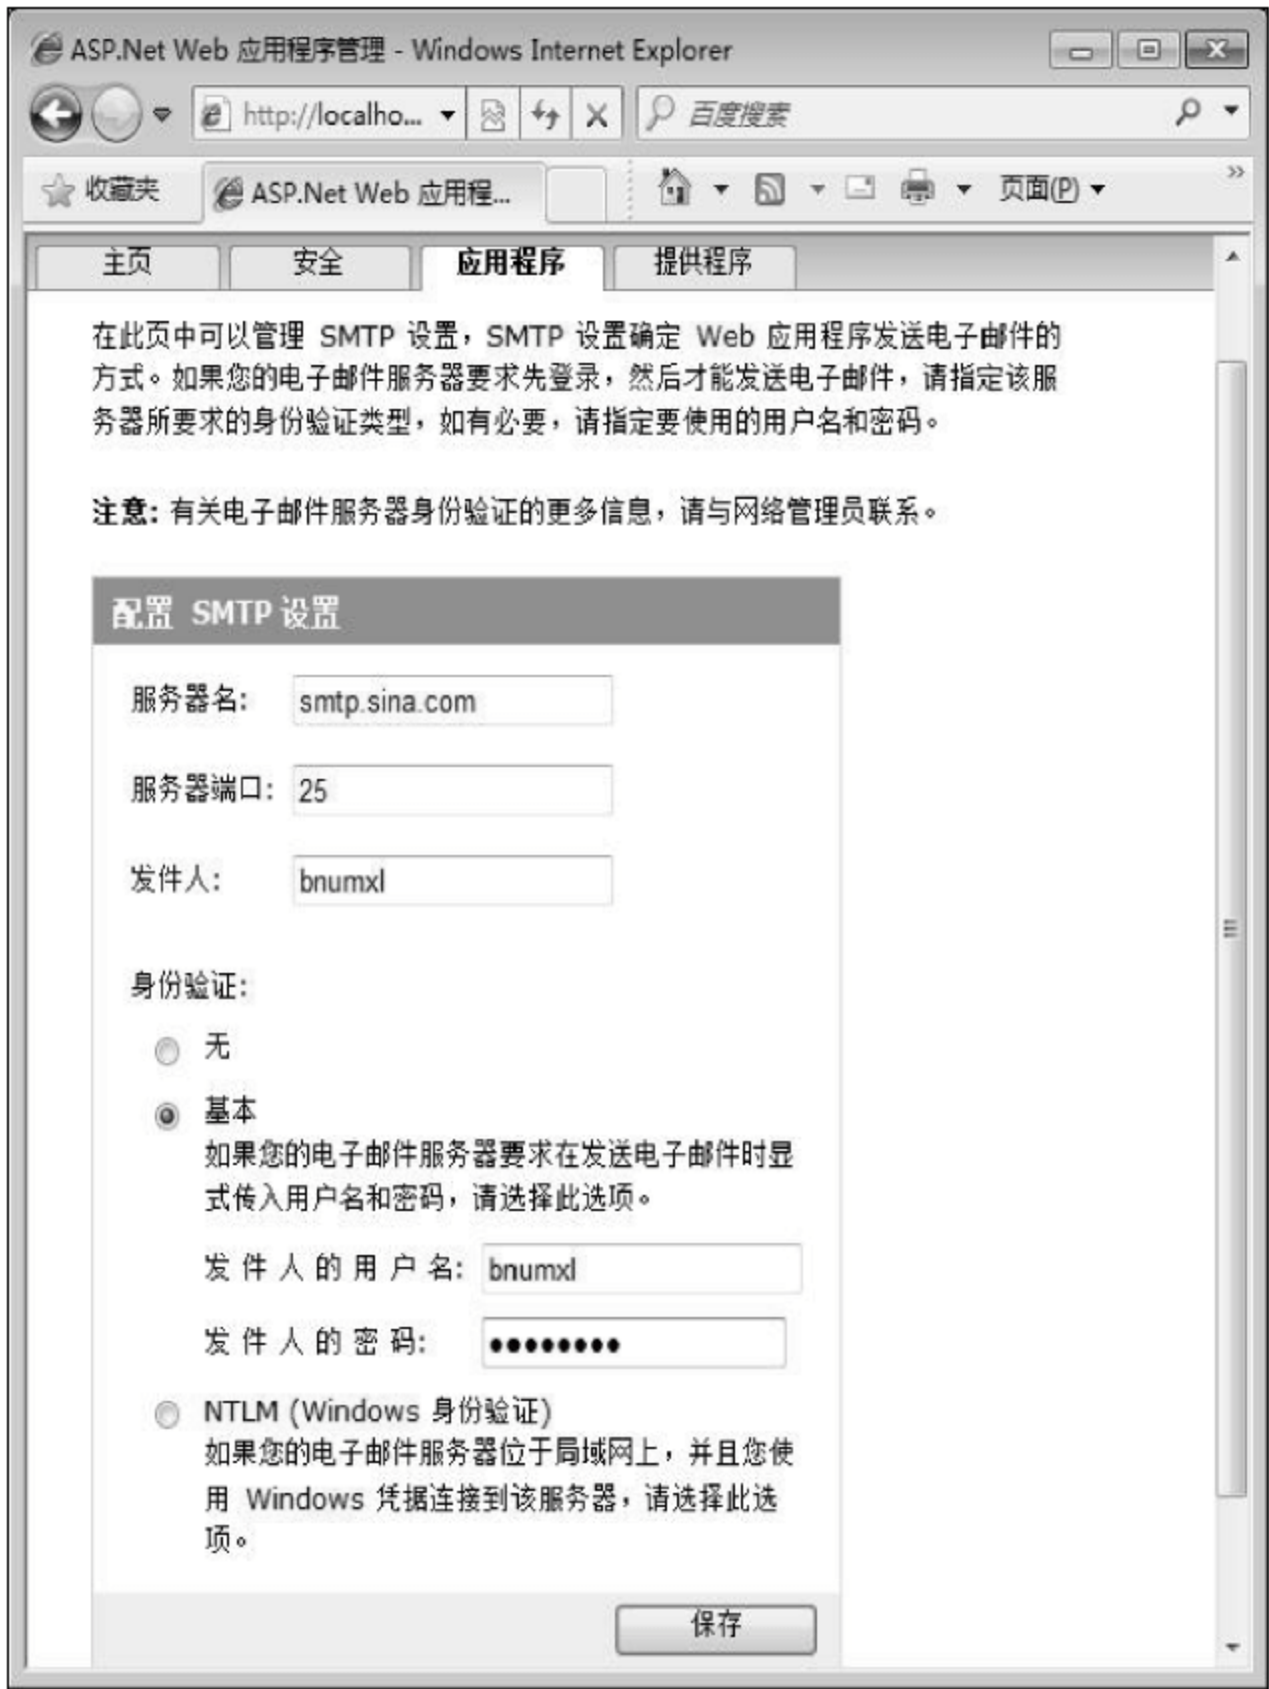 ASP.Net Web 应用程序管理 - Windows Internet Explorer
http://localho... 百度搜索
收藏夹 ASP.Net Web 应用程... 页面(P)
主页 安全 应用程序 提供程序
在此页中可以管理 SMTP 设置，SMTP 设置确定 Web 应用程序发送电子邮件的
方式。如果您的电子邮件服务器要求先登录，然后才能发送电子邮件，请指定该服
务器所要求的身份验证类型，如有必要，请指定要使用的用户名和密码。
注意: 有关电子邮件服务器身份验证的更多信息，请与网络管理员联系。
配置 SMTP 设置
服务器名: smtp.sina.com
服务器端口: 25
发件人: bnumxl
身份验证:
无
基本
如果您的电子邮件服务器要求在发送电子邮件时显
式传入用户名和密码，请选择此选项。
发件人的用户名: bnumxl
发件人的密码: ●●●●●●●●
NTLM (Windows 身份验证)
如果您的电子邮件服务器位于局域网上，并且您使
用 Windows 凭据连接到该服务器，请选择此选
项。
保存